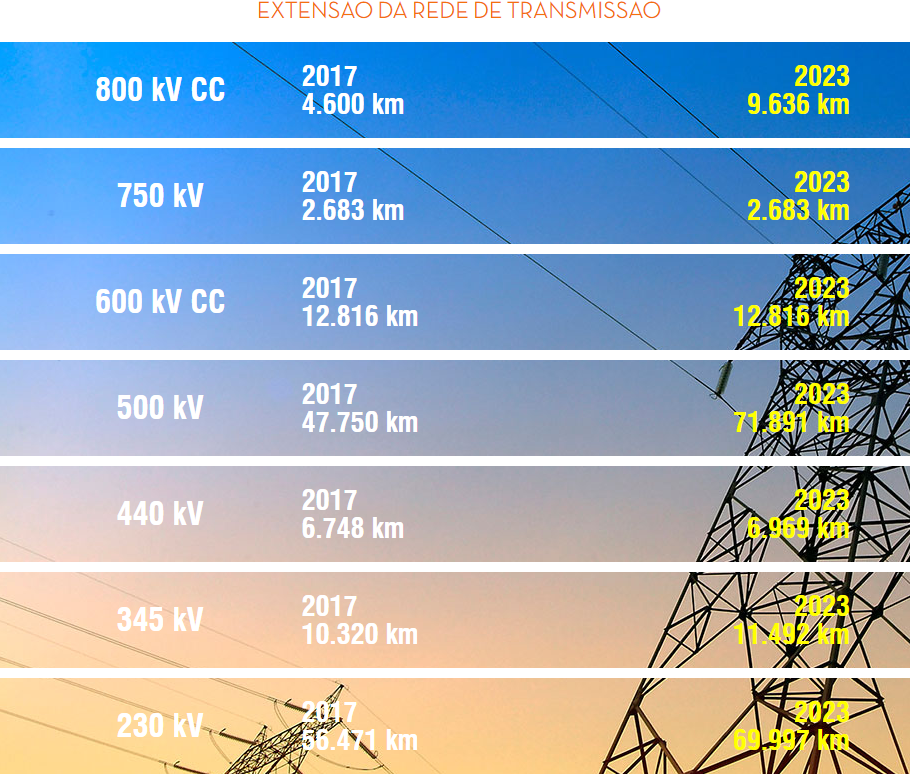 EXTENSÃO DA REDE DE TRANSMISSÃO
800 kV CC
2017
4.600 km
2023
9.636 km
750 kV
2017
2.683 km
2023
2.683 km
600 kV CC
2017
12.816 km
2023
12.816 km
500 kV
2017
47.750 km
2023
71.891 km
440 kV
2017
6.748 km
2023
6.969 km
345 kV
2017
10.320 km
2023
11.492 km
230 kV
2017
56.471 km
2023
69.997 km